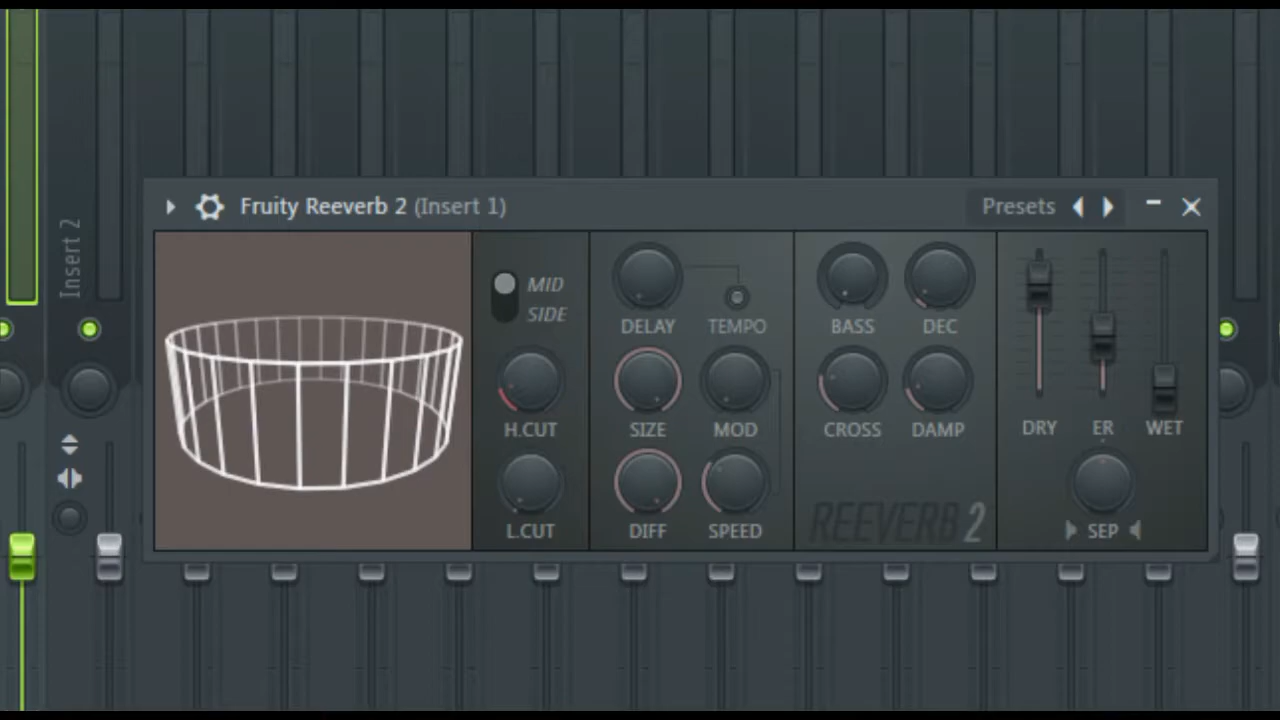 Insert 2
Fruity Reeverb 2 (Insert 1)
Presets
MID
SIDE
H.CUT
L.CUT
DELAY
TEMPO
SIZE
MOD
DIFF
SPEED
BASS
DEC
CROSS
DAMP
REEVERB 2
DRY
ER
WET
SEP